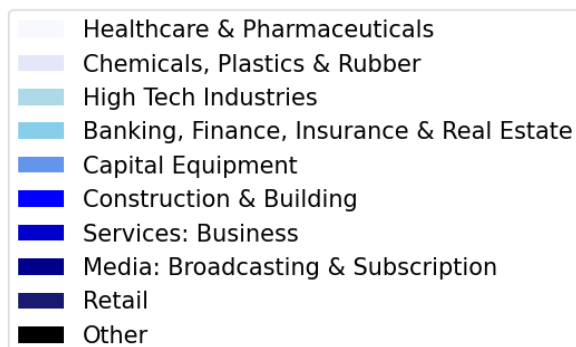 Healthcare & Pharmaceuticals
Chemicals, Plastics & Rubber
High Tech Industries
Banking, Finance, Insurance & Real Estate
Capital Equipment
Construction & Building
Services: Business
Media: Broadcasting & Subscription
Retail
Other